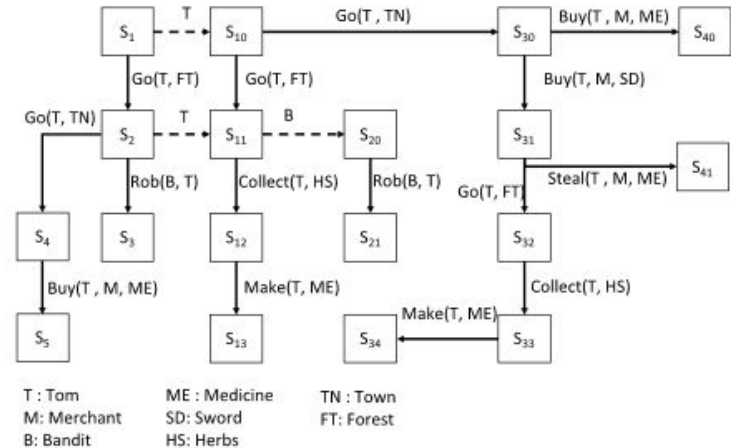 S1 T S10 Go(T , TN) S30 Buy(T , M, ME) S40
Go(T, FT) Go(T, FT) Buy(T, M, SD)
Go(T, TN) S2 T S11 B S20 S31
Rob(B, T) Collect(T, HS) Rob(B, T) Go(T, FT) Steal(T , M, ME) S41
S4 S3 S12 S21 S32
Buy(T , M, ME) Make(T, ME) Collect(T, HS)
S5 S13 S34 Make(T, ME) S33
T : Tom ME : Medicine TN : Town
M: Merchant SD: Sword FT: Forest
B: Bandit HS: Herbs